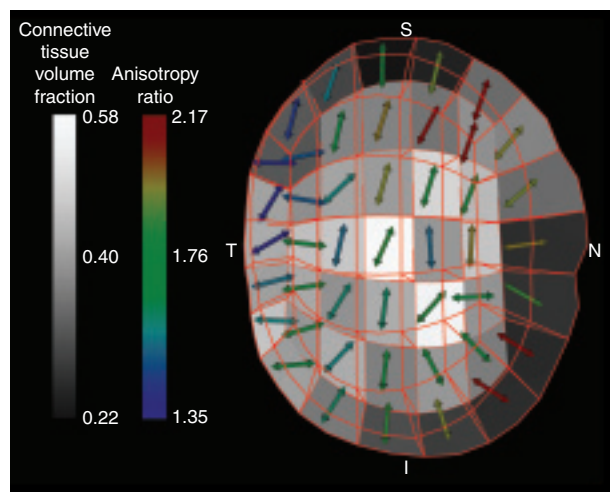 Connective
tissue
volume
fraction
Anisotropy
ratio
0.58
0.40
0.22
2.17
1.76
1.35
S
T
N
I